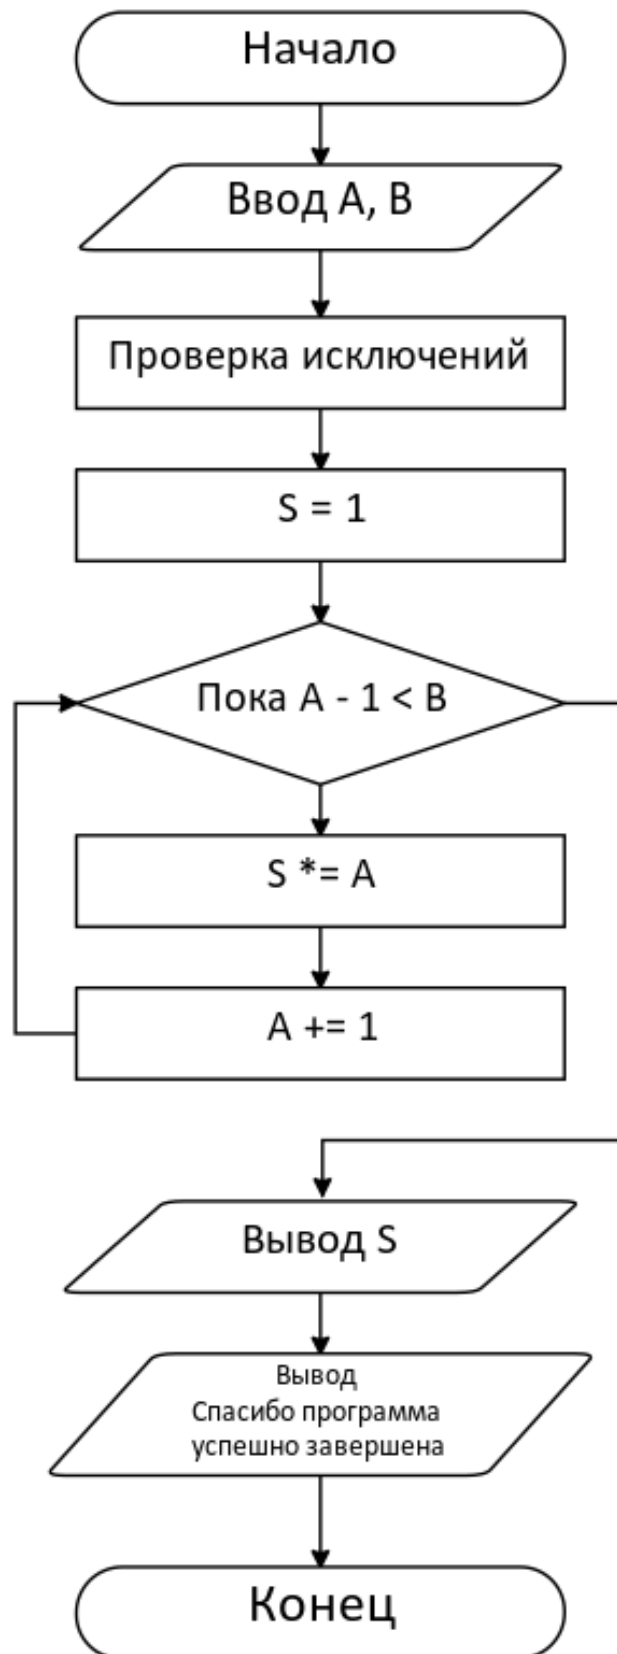 Начало
Ввод A, B
Проверка исключений
S = 1
Пока A - 1 < B
S *= A
A += 1
Вывод S
Вывод
Спасибо программа
успешно завершена
Конец